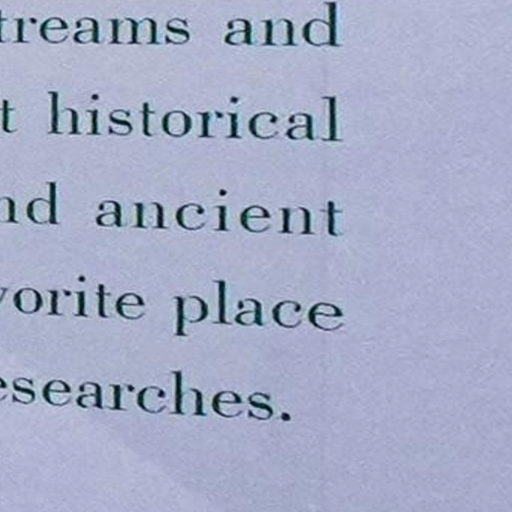 treams and
t historical
nd ancient
vorite place
esearches.